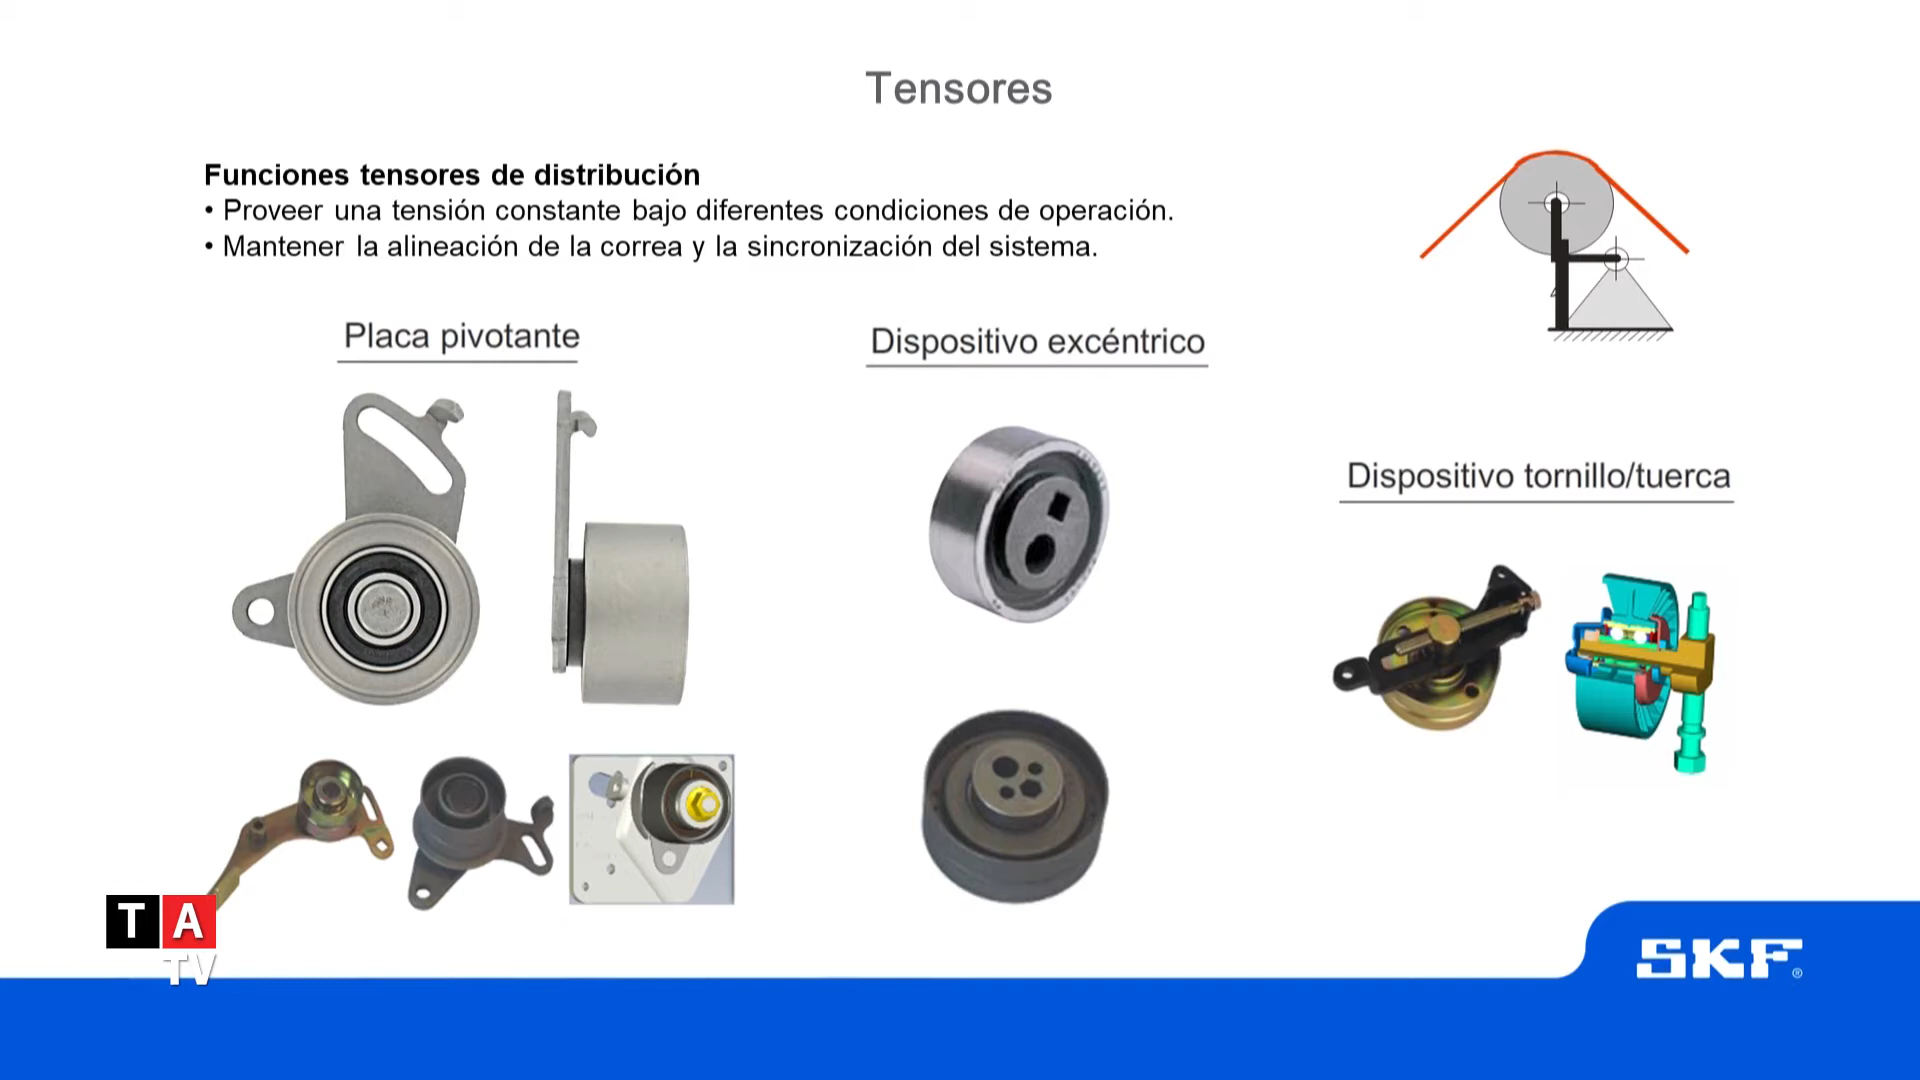 Tensores
Funciones tensores de distribución
• Proveer una tensión constante bajo diferentes condiciones de operación.
• Mantener la alineación de la correa y la sincronización del sistema.
Placa pivotante
Dispositivo excéntrico
Dispositivo tornillo/tuerca
TA
TV
SKF®